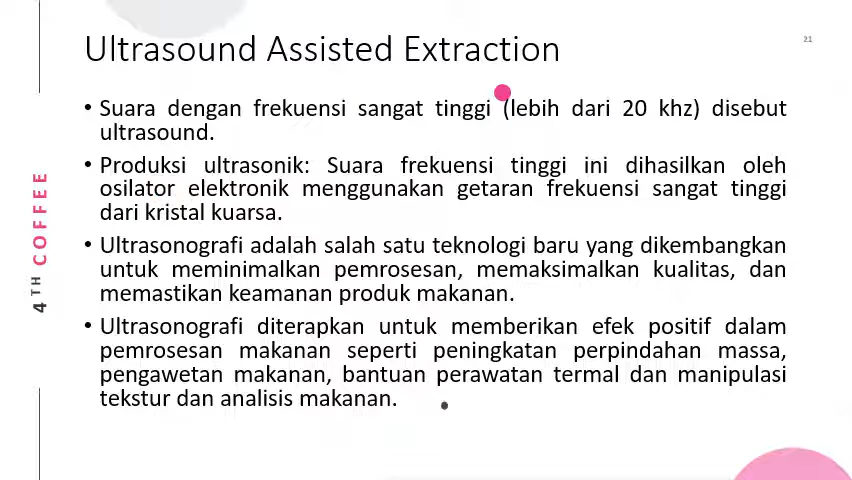 Ultrasound Assisted Extraction
21
• Suara dengan frekuensi sangat tinggi (lebih dari 20 khz) disebut
ultrasound.
• Produksi ultrasonik: Suara frekuensi tinggi ini dihasilkan oleh
osilator elektronik menggunakan getaran frekuensi sangat tinggi
dari kristal kuarsa.
• Ultrasonografi adalah salah satu teknologi baru yang dikembangkan
untuk meminimalkan pemrosesan, memaksimalkan kualitas, dan
memastikan keamanan produk makanan.
• Ultrasonografi diterapkan untuk memberikan efek positif dalam
pemrosesan makanan seperti peningkatan perpindahan massa,
pengawetan makanan, bantuan perawatan termal dan manipulasi
tekstur dan analisis makanan.
4TH COFFEE